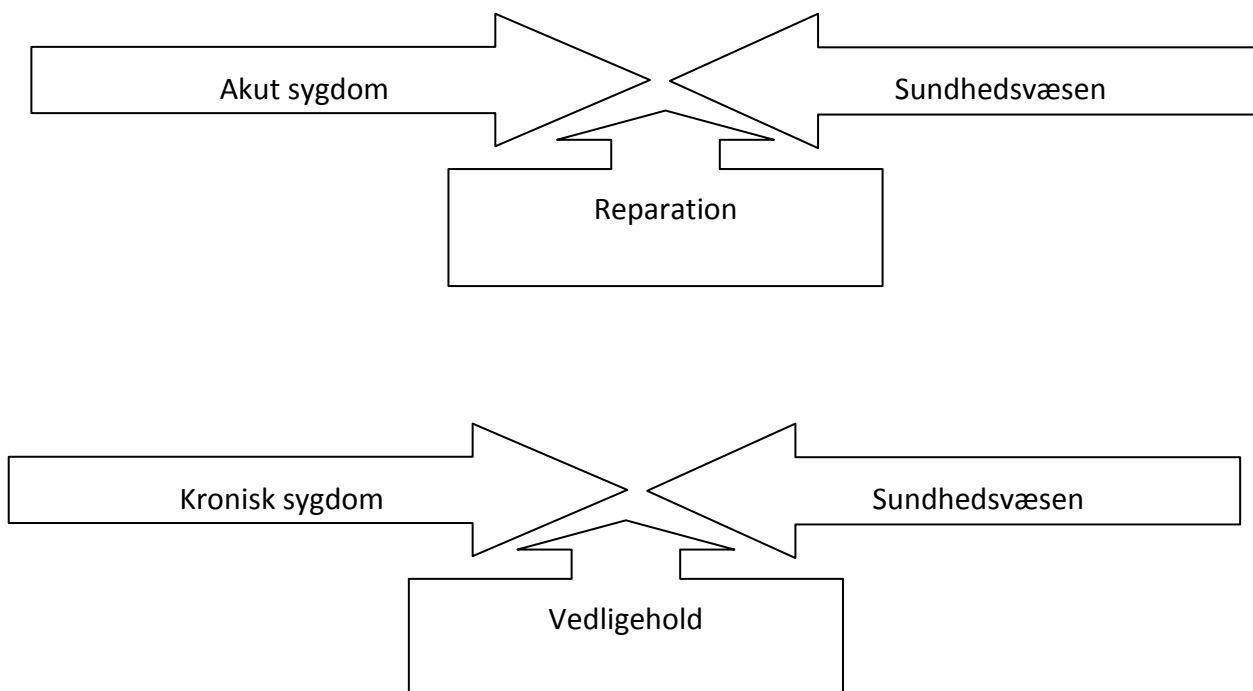 Akut sygdom
Sundhedsvæsen
Reparation
Kronisk sygdom
Sundhedsvæsen
Vedligehold